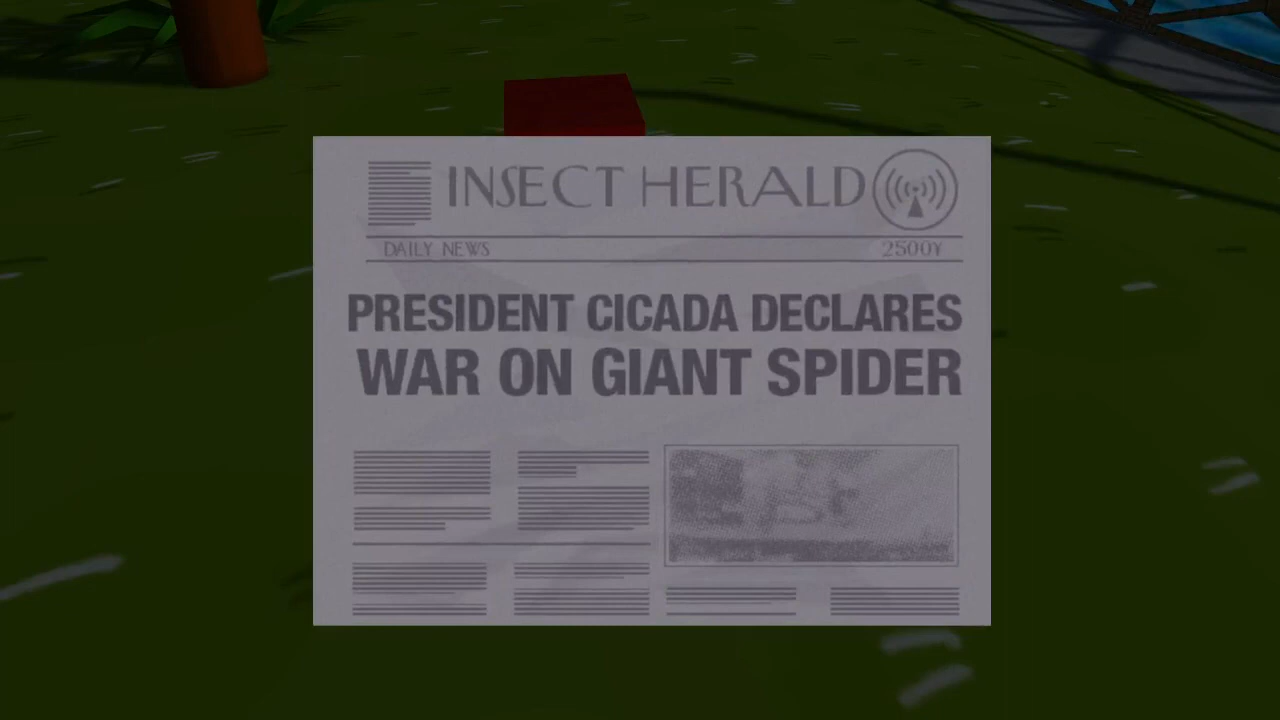 INSECT HERALD
DAILY NEWS 2500Y
PRESIDENT CICADA DECLARES
WAR ON GIANT SPIDER